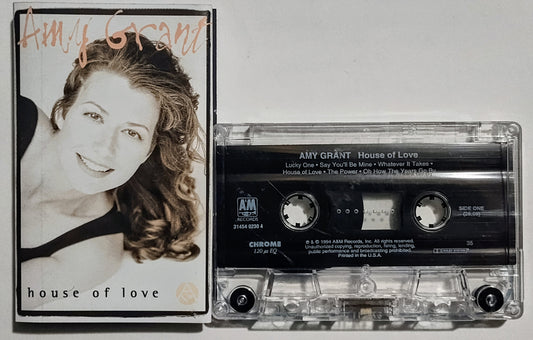 Amy Grant
house of love
AMY GRANT House of Love
Lucky One • Say You'll Be Mine • Whatever It Takes •
House of Love • The Power • Oh How The Years Go By
A&M
RECORDS
31454 0230 4
SIDE ONE
CHROME
120 µs EQ
℗ & © 1994 A&M Records, Inc. All rights reserved.
Unauthorized copying, reproduction, hiring, lending,
public performance and broadcasting prohibited.
Printed in the U.S.A.
35